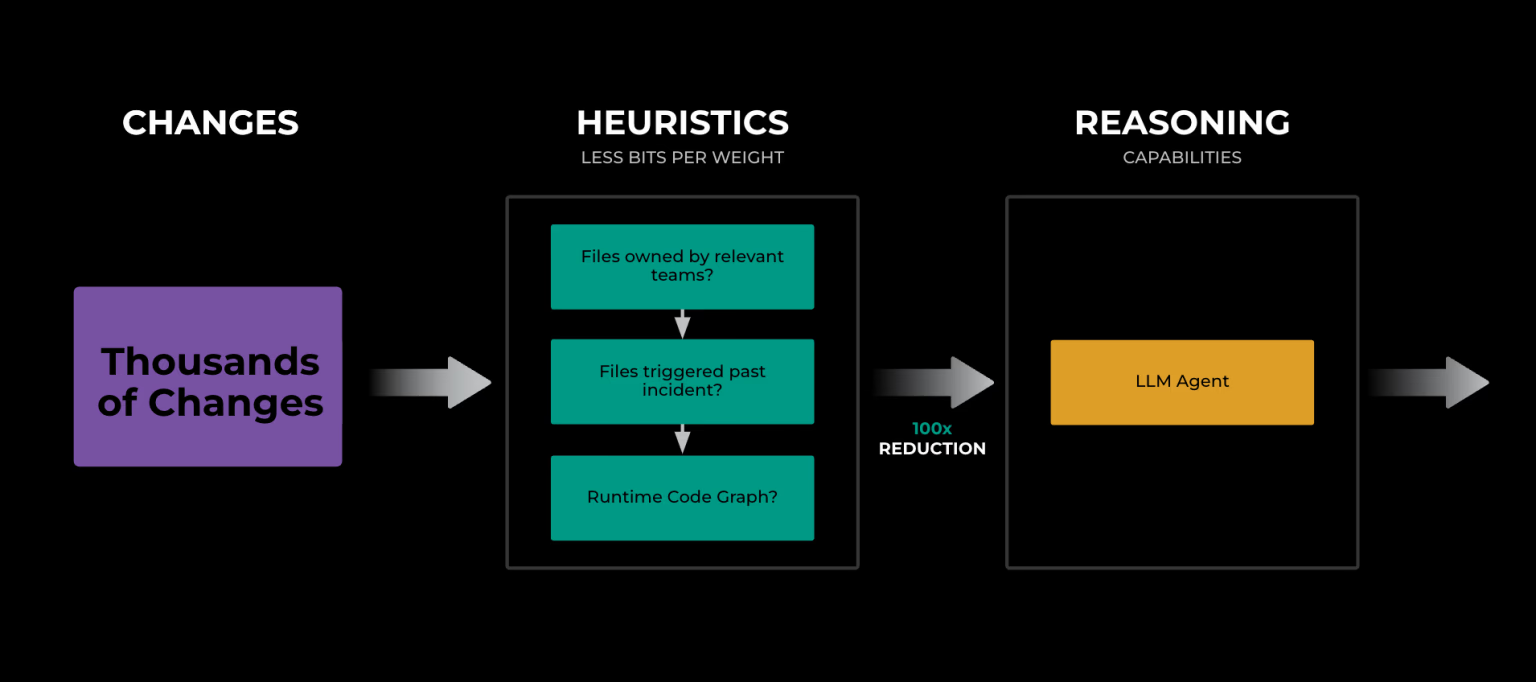 CHANGES
Thousands
of Changes
HEURISTICS
LESS BITS PER WEIGHT
Files owned by relevant
teams?
Files triggered past
incident?
Runtime Code Graph?
100x
REDUCTION
REASONING
CAPABILITIES
LLM Agent